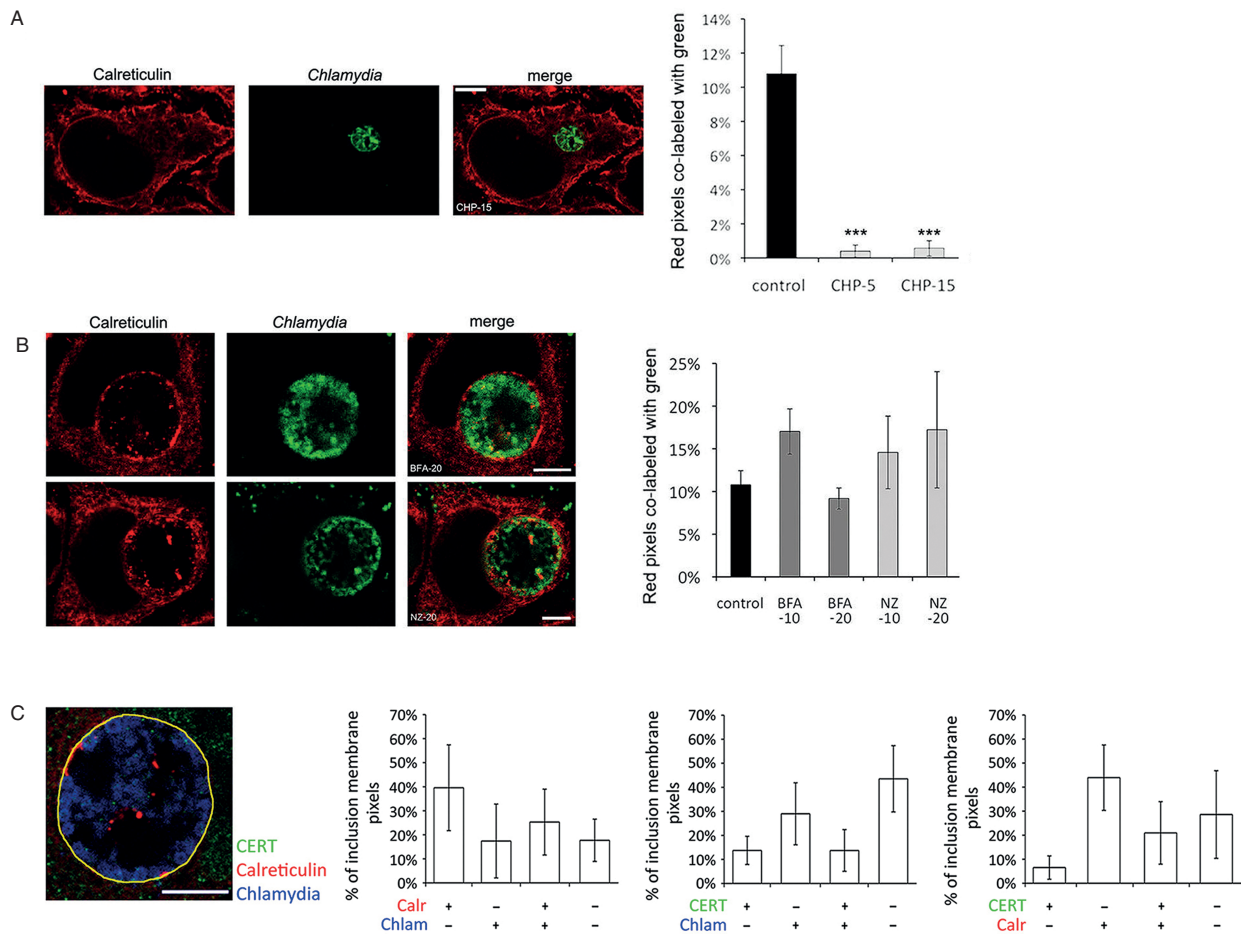 A
Calreticulin Chlamydia merge
CHP-15
Red pixels co-labeled with green
14%
12%
10%
8%
6%
4%
2%
0%
*** ***
control CHP-5 CHP-15
B
Calreticulin Chlamydia merge
BFA-20
NZ-20
Red pixels co-labeled with green
25%
20%
15%
10%
5%
0%
control BFA BFA NZ NZ
-10 -20 -10 -20
C
CERT
Calreticulin
Chlamydia
% of inclusion membrane
pixels
70%
60%
50%
40%
30%
20%
10%
0%
Calr + – + –
Chlam – + + –
% of inclusion membrane
pixels
70%
60%
50%
40%
30%
20%
10%
0%
CERT + – + –
Chlam – + + –
% of inclusion membrane
pixels
70%
60%
50%
40%
30%
20%
10%
0%
CERT + – + –
Calr – + + –